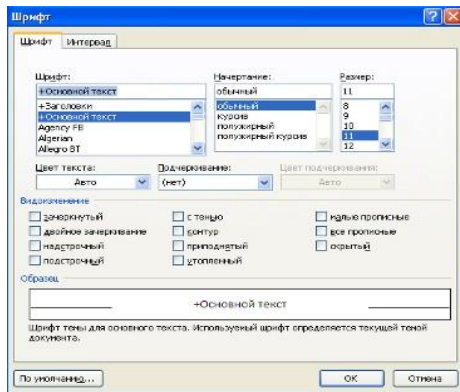 Шрифт
Шрифт Интервал
Шрифт: Начертание: Размер:
+Основной текст обычный 11
+Заголовки обычный 8
+Основной текст курсив 9
Agency FB полужирный 10
Algerian полужирный курсив 11
Allegro BT 12
Цвет текста: Подчеркивание: Цвет подчеркивания:
Авто (нет) Авто
Видоизменение
зачеркнутый с тенью малые прописные
двойное зачеркивание контур все прописные
надстрочный приподнятый скрытый
подстрочный утопленный
Образец
+Основной текст
Шрифт темы для основного текста. Используемый шрифт определяется текущей темой
документа.
По умолчанию... ОК Отмена